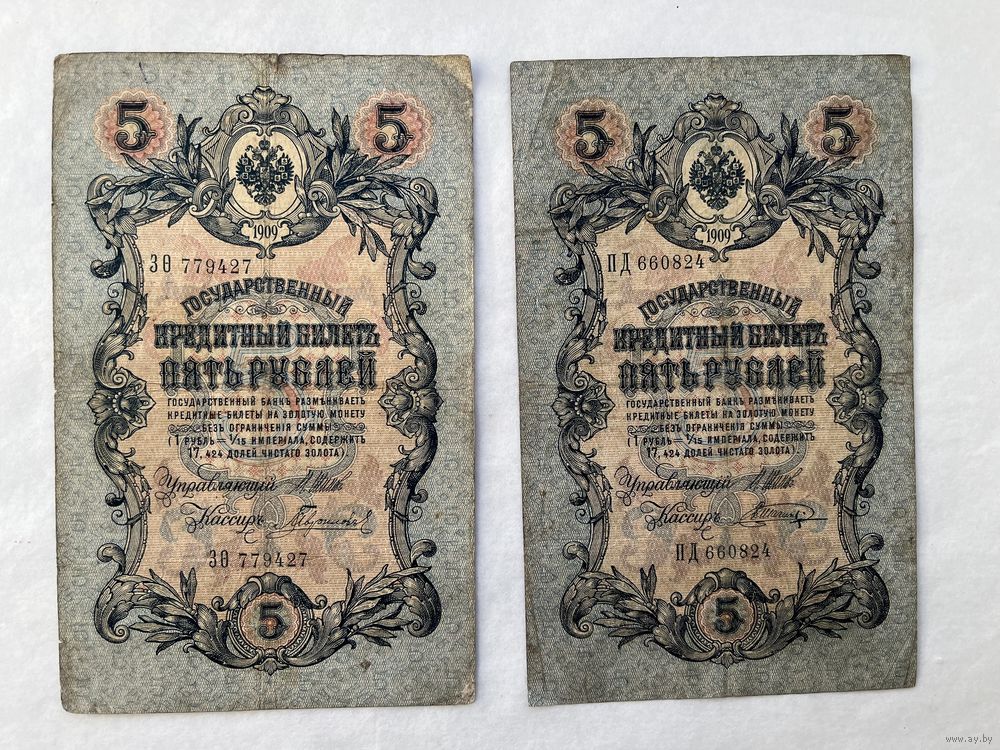 5 5
1909
ЗѲ 779427
ГОСУДАРСТВЕННЫЙ
КРЕДИТНЫЙ БИЛЕТЪ
ПЯТЬ РУБЛЕЙ
ГОСУДАРСТВЕННЫЙ БАНКЪ РАЗМѢНИВАЕТЪ
КРЕДИТНЫЕ БИЛЕТЫ НА ЗОЛОТУЮ МОНЕТУ
БЕЗЪ ОГРАНИЧЕНІЯ СУММЫ
(1 РУБЛЬ = 1/15 ИМПЕРІАЛА, СОДЕРЖИТЪ
17,424 ДОЛЕЙ ЧИСТАГО ЗОЛОТА).
Управляющій
Кассиръ
ЗѲ 779427
5
5 5
1909
ПД 660824
ГОСУДАРСТВЕННЫЙ
КРЕДИТНЫЙ БИЛЕТЪ
ПЯТЬ РУБЛЕЙ
ГОСУДАРСТВЕННЫЙ БАНКЪ РАЗМѢНИВАЕТЪ
КРЕДИТНЫЕ БИЛЕТЫ НА ЗОЛОТУЮ МОНЕТУ
БЕЗЪ ОГРАНИЧЕНІЯ СУММЫ
(1 РУБЛЬ = 1/15 ИМПЕРІАЛА, СОДЕРЖИТЪ
17,424 ДОЛЕЙ ЧИСТАГО ЗОЛОТА).
Управляющій
Кассиръ
ПД 660824
5
www.ay.by